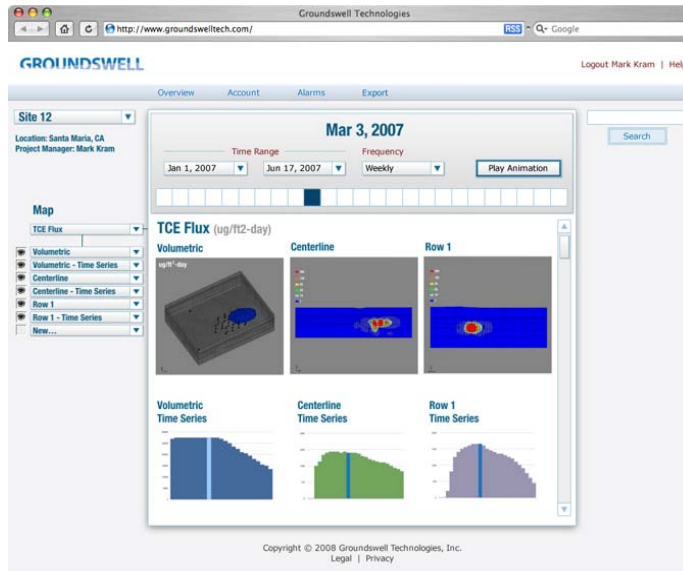 Groundswell Technologies
http://www.groundswelltech.com/
RSS
Google
GROUNDSWELL
Logout Mark Kram | Hel
Overview Account Alarms Export
Site 12
Location: Santa Maria, CA
Project Manager: Mark Kram
Mar 3, 2007
Time Range Frequency
Jan 1, 2007 Jun 17, 2007 Weekly Play Animation
Search
Map
TCE Flux
Volumetric
Volumetric - Time Series
Centerline
Centerline - Time Series
Row 1
Row 1 - Time Series
New...
TCE Flux (ug/ft2-day)
Volumetric Centerline Row 1
ug/ft²-day
Volumetric
Time Series
Centerline
Time Series
Row 1
Time Series
Copyright © 2008 Groundswell Technologies, Inc.
Legal | Privacy